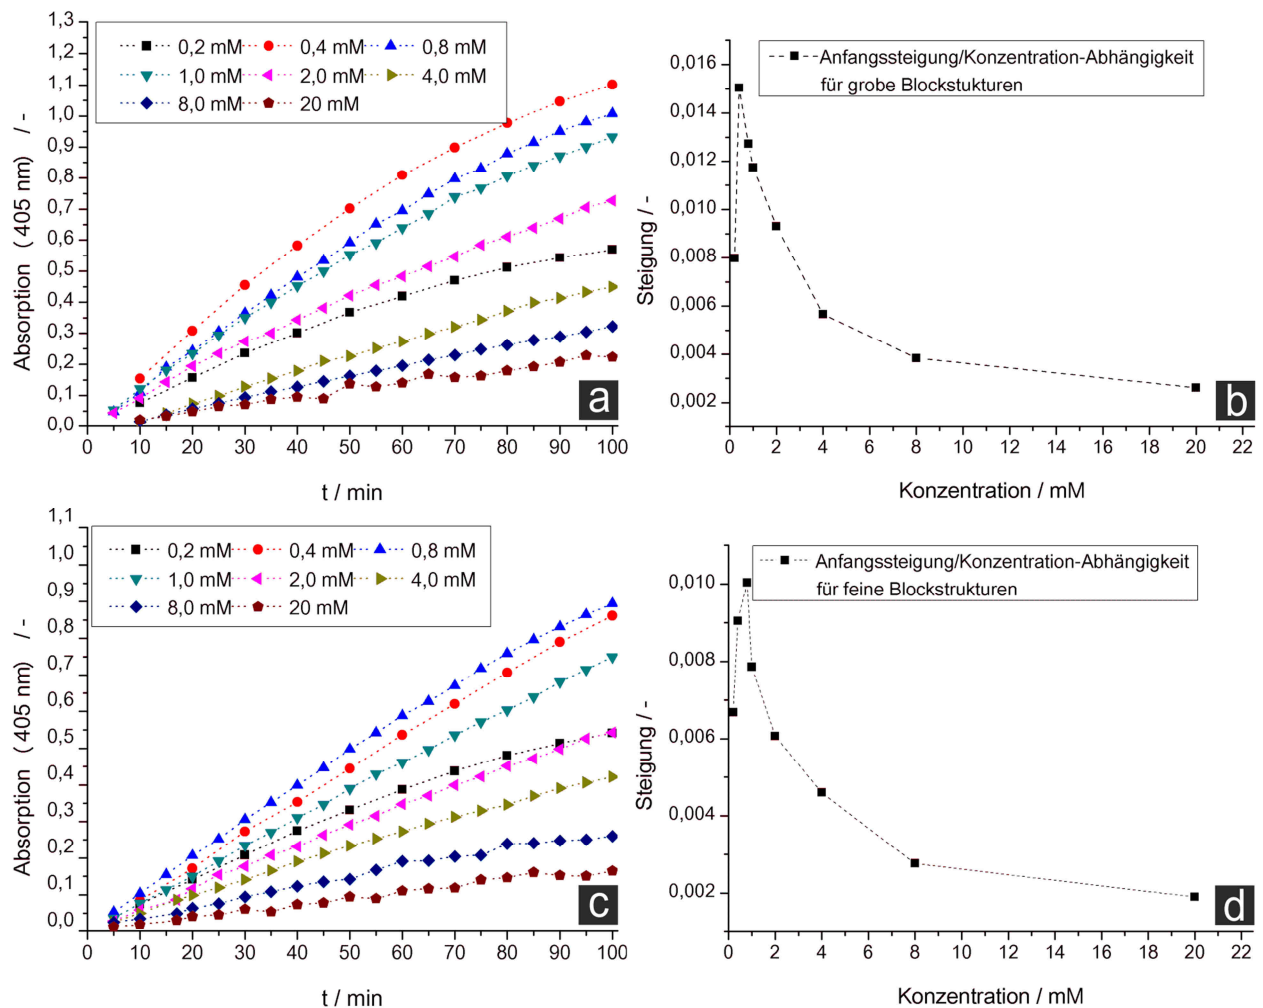 1,3
1,2
1,1
1,0
0,9
0,8
0,7
0,6
0,5
0,4
0,3
0,2
0,1
0,0
Absorption (405 nm) / -
0,2 mM 0,4 mM 0,8 mM
1,0 mM 2,0 mM 4,0 mM
8,0 mM 20 mM
a
0 10 20 30 40 50 60 70 80 90 100
t / min
0,016
0,014
0,012
0,010
0,008
0,006
0,004
0,002
Steigung / -
Anfangssteigung/Konzentration-Abhängigkeit
für grobe Blockstukturen
b
0 2 4 6 8 10 12 14 16 18 20 22
Konzentration / mM
1,1
1,0
0,9
0,8
0,7
0,6
0,5
0,4
0,3
0,2
0,1
0,0
Absorption (405 nm) / -
0,2 mM 0,4 mM 0,8 mM
1,0 mM 2,0 mM 4,0 mM
8,0 mM 20 mM
c
0 10 20 30 40 50 60 70 80 90 100
t / min
0,010
0,008
0,006
0,004
0,002
Steigung / -
Anfangssteigung/Konzentration-Abhängigkeit
für feine Blockstrukturen
d
0 2 4 6 8 10 12 14 16 18 20 22
Konzentration / mM